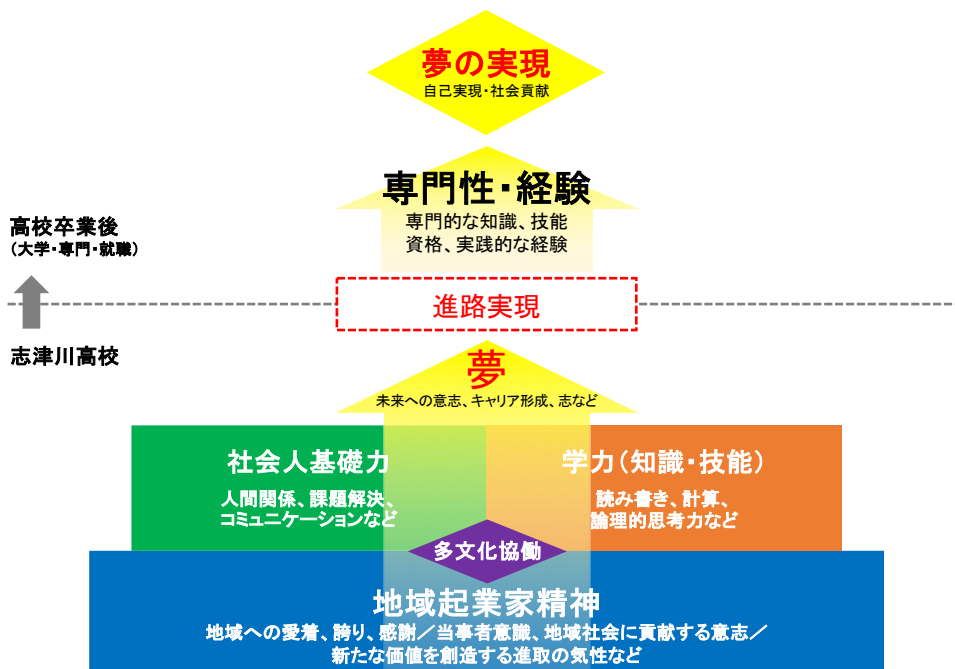 夢の実現
自己実現・社会貢献
専門性・経験
専門的な知識、技能
資格、実践的な経験
高校卒業後
（大学・専門・就職）
進路実現
志津川高校
夢
未来への意志、キャリア形成、志など
社会人基礎力
人間関係、課題解決、
コミュニケーションなど
学力（知識・技能）
読み書き、計算、
論理的思考力など
多文化協働
地域起業家精神
地域への愛着、誇り、感謝／当事者意識、地域社会に貢献する意志／
新たな価値を創造する進取の気性など